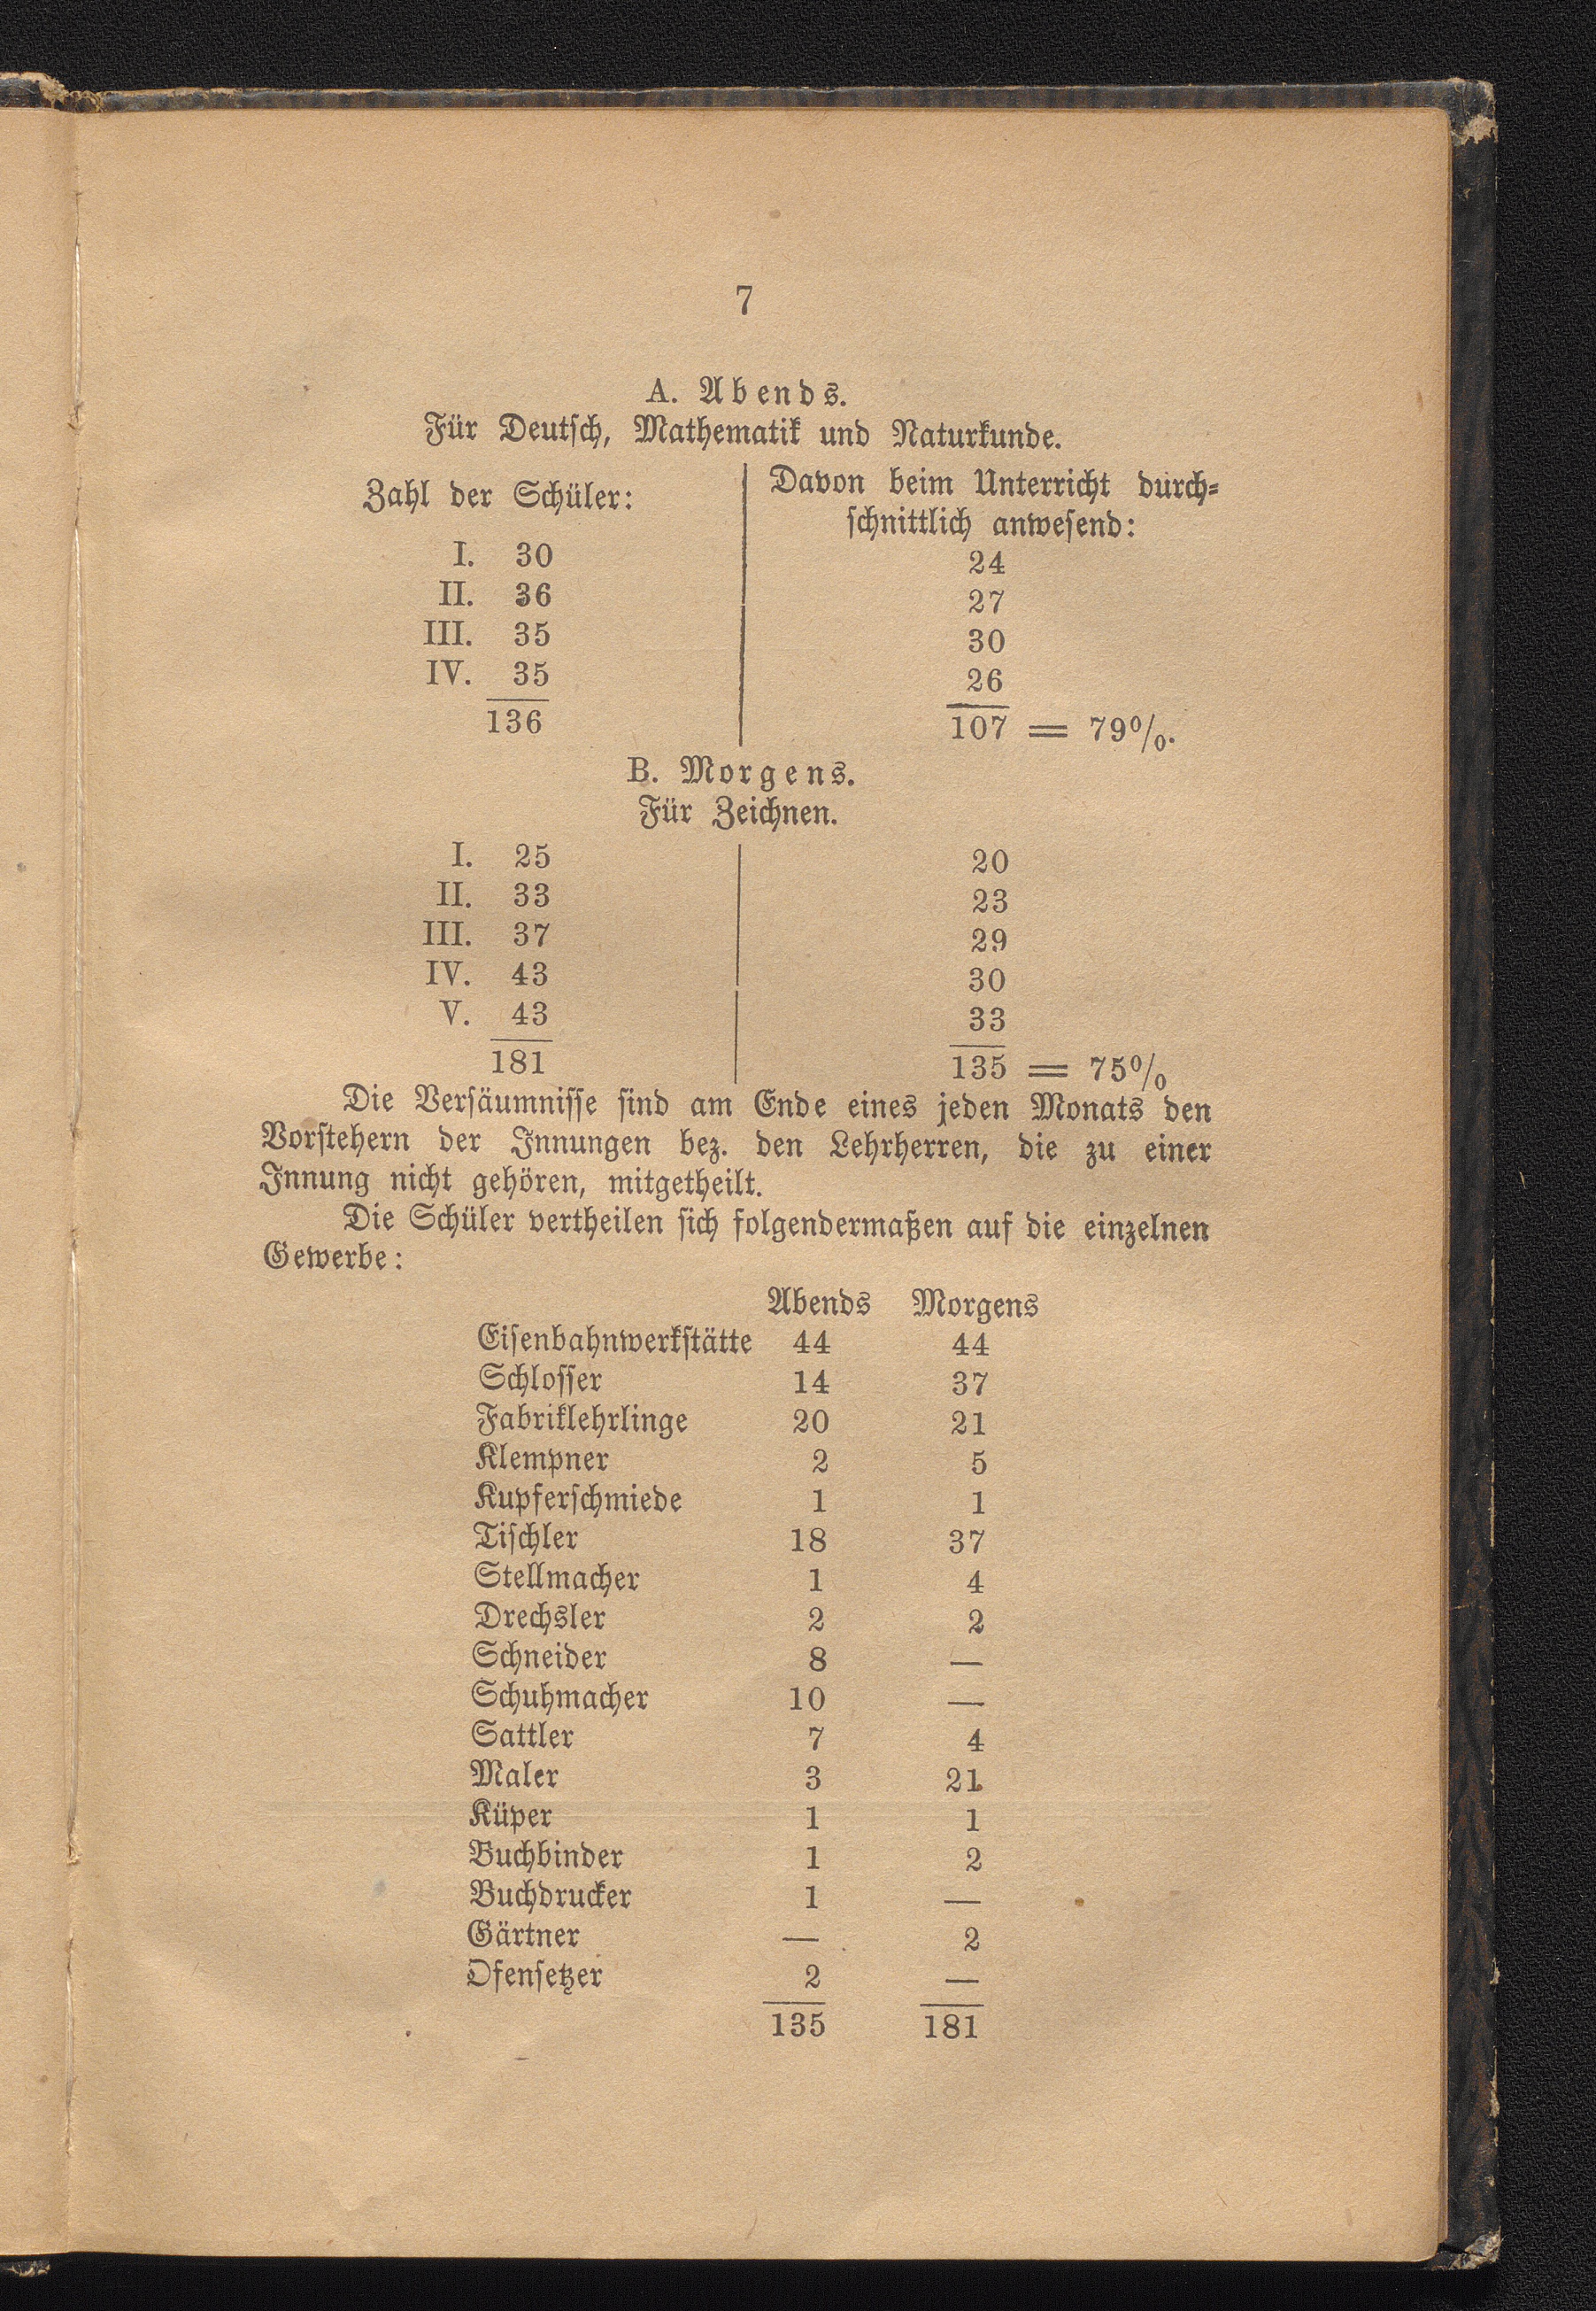 7
A. Abends.
Für Deutsch, Mathematik und Naturkunde.
Zahl der Schüler: Davon beim Unterricht durch-
schnittlich anwesend:
I. 30 24
II. 36 27
III. 35 30
IV. 35 26
136 107 = 79%.
B. Morgens.
Für Zeichnen.
I. 25 20
II. 33 23
III. 37 29
IV. 43 30
V. 43 33
181 135 = 75%
Die Versäumnisse sind am Ende eines jeden Monats den
Vorstehern der Innungen bez. den Lehrherren, die zu einer
Innung nicht gehören, mitgetheilt.
Die Schüler vertheilen sich folgendermaßen auf die einzelnen
Gewerbe:
Abends Morgens
Eisenbahnwerkstätte 44 44
Schlosser 14 37
Fabriklehrlinge 20 21
Klempner 2 5
Kupferschmiede 1 1
Tischler 18 37
Stellmacher 1 4
Drechsler 2 2
Schneider 8 —
Schuhmacher 10 —
Sattler 7 4
Maler 3 21
Küper 1 1
Buchbinder 1 2
Buchdrucker 1 —
Gärtner — 2
Ofensetzer 2 —
135 181